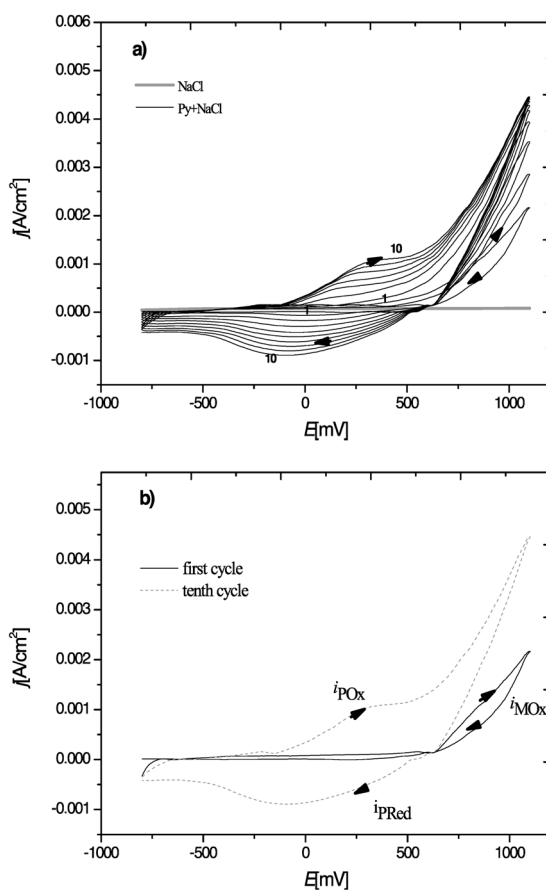 a)
NaCl
Py+NaCl
0.006
0.005
0.004
0.003
0.002
0.001
0.000
-0.001
j[A/cm²]
10
1
1
10
-1000
-500
0
500
1000
E[mV]
b)
first cycle
tenth cycle
0.005
0.004
0.003
0.002
0.001
0.000
-0.001
j[A/cm²]
iPOx
iMOx
iPRed
-1000
-500
0
500
1000
E[mV]